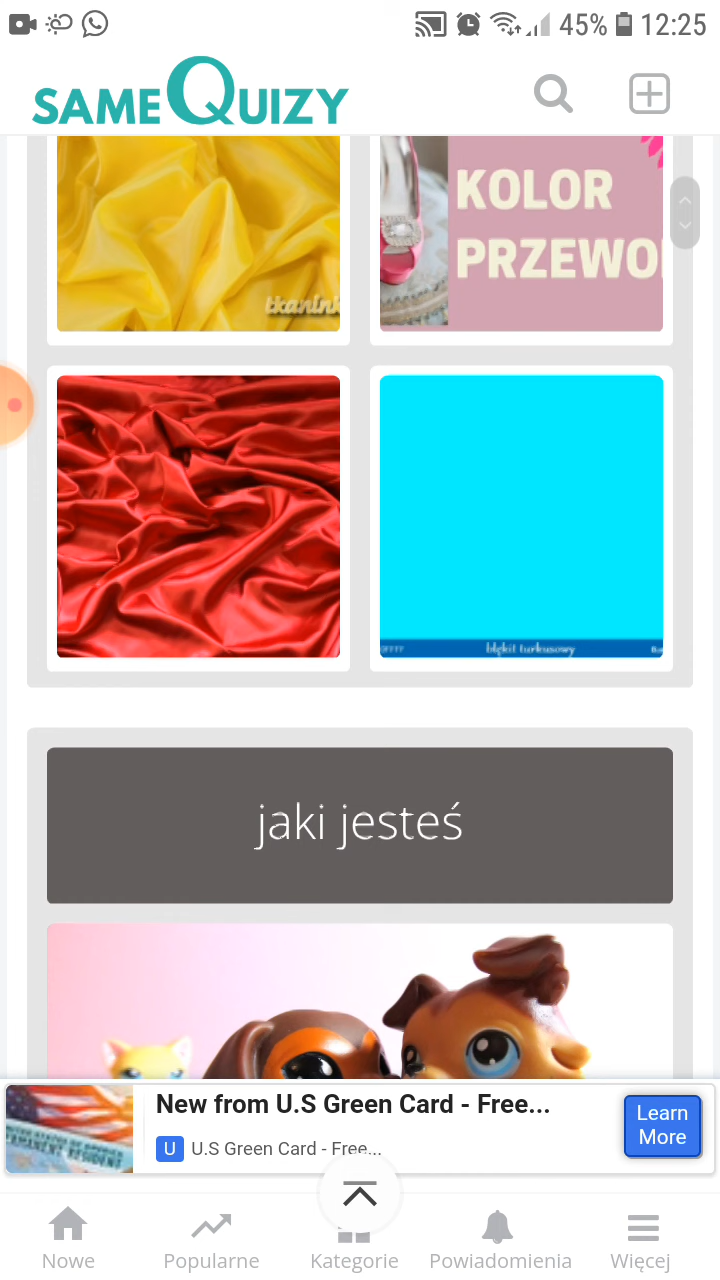 45% 12:25
SAMEQUIZY
KOLOR
PRZEWO
tkanink
błękit turkusowy
jaki jesteś
New from U.S Green Card - Free...
U U.S Green Card - Free...
Learn
More
Nowe Popularne Kategorie Powiadomienia Więcej